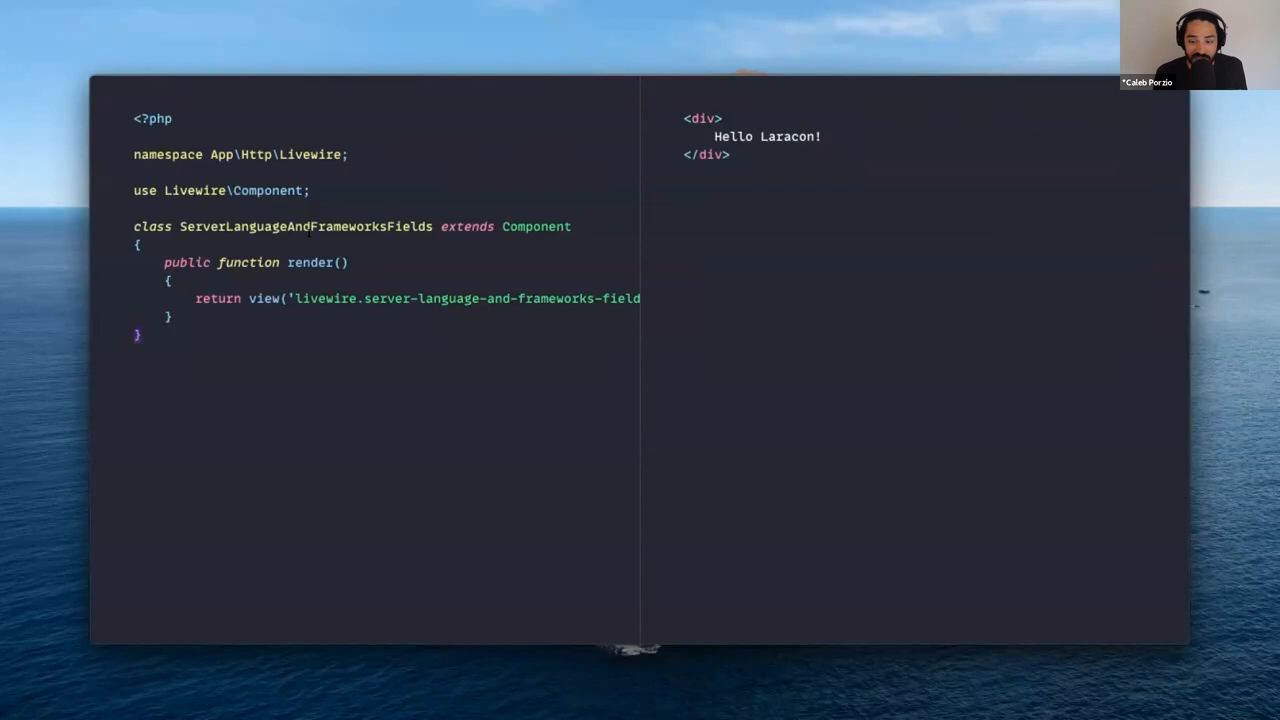 *Caleb Porzio
<?php
namespace App\Http\Livewire;
use Livewire\Component;
class ServerLanguageAndFrameworksFields extends Component
{
public function render()
{
return view('livewire.server-language-and-frameworks-field
}
}
<div>
Hello Laracon!
</div>